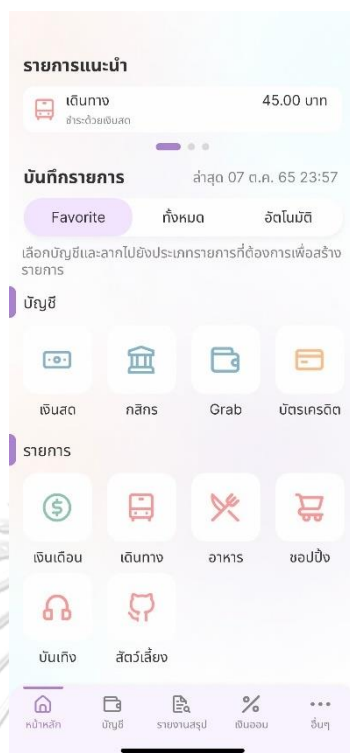 รายการแนะนำ
เดินทาง 45.00 บาท
ชำระด้วยเงินสด
บันทึกรายการ ล่าสุด 07 ต.ค. 65 23:57
Favorite ทั้งหมด อัตโนมัติ
เลือกบัญชีและลากไปยังประเภทรายการที่ต้องการเพื่อสร้าง
รายการ
บัญชี
เงินสด กสิกร Grab บัตรเครดิต
รายการ
เงินเดือน เดินทาง อาหาร ชอปปิ้ง
บันเทิง สัตว์เลี้ยง
หน้าหลัก บัญชี รายงานสรุป เงินออม อื่นๆ